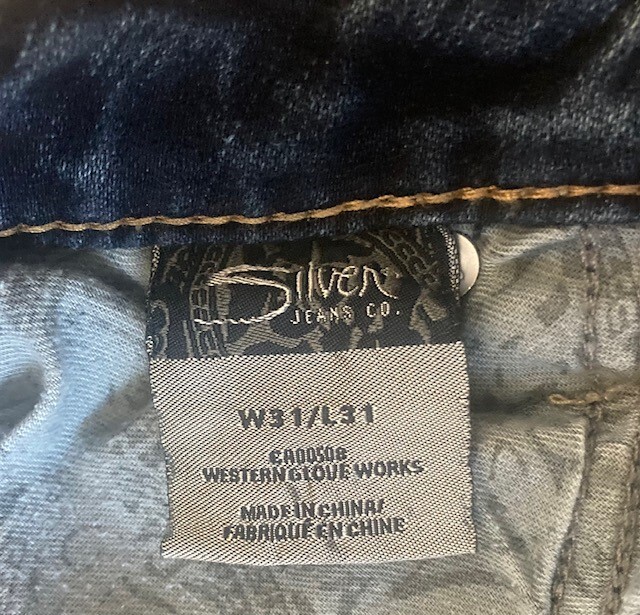 Silver
JEANS CO.
W31/L31
CA00508
WESTERN GLOVE WORKS
MADE IN CHINA/
FABRIQUÉ EN CHINE